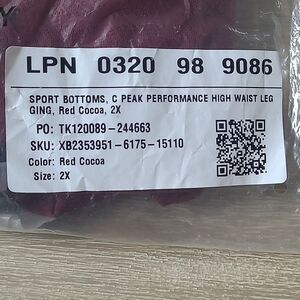 Y
LPN 0320 98 9086
SPORT BOTTOMS, C PEAK PERFORMANCE HIGH WAIST LEG
GING, Red Cocoa, 2X
PO: TK120089-244663
SKU: XB2353951-6175-15110
Color: Red Cocoa
Size: 2X